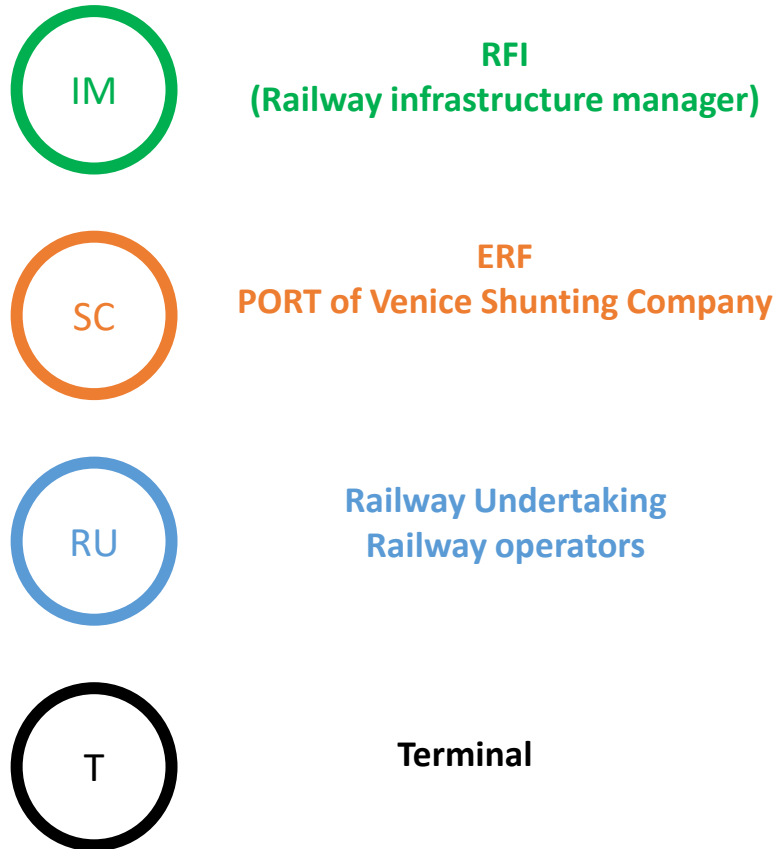 IM
RFI
(Railway infrastructure manager)
SC
ERF
PORT of Venice Shunting Company
RU
Railway Undertaking
Railway operators
T
Terminal